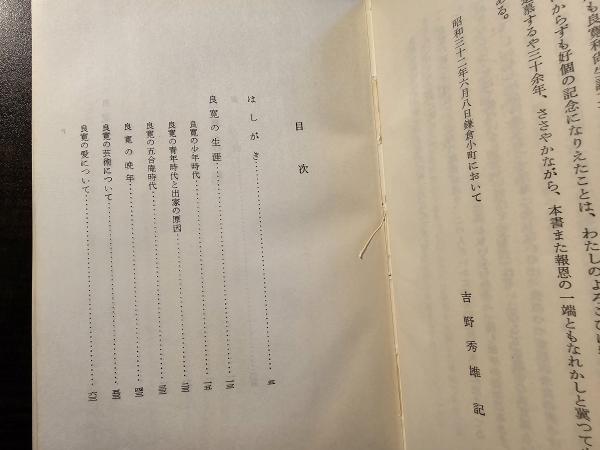 も良寛和尚生誕二
からずも好個の記念になりえたことは、わたしのよろこびに
追慕するや三十余年、ささやかながら、本書また報恩の一端ともなれかしと冀つて
ある。
昭和三十二年六月八日鎌倉小町において
吉野秀雄記
目次
はしがき
良寛の生涯
良寛の少年時代
良寛の青年時代と出家の原因
良寛の五合庵時代
良寛の晩年
良寛の芸術について
良寛の愛について